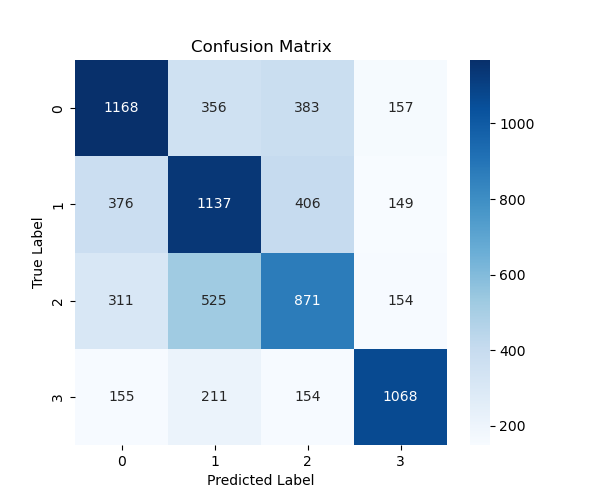 Confusion Matrix
True Label
0
1168 356 383 157
1
376 1137 406 149
2
311 525 871 154
3
155 211 154 1068
0 1 2 3
Predicted Label
1000
800
600
400
200